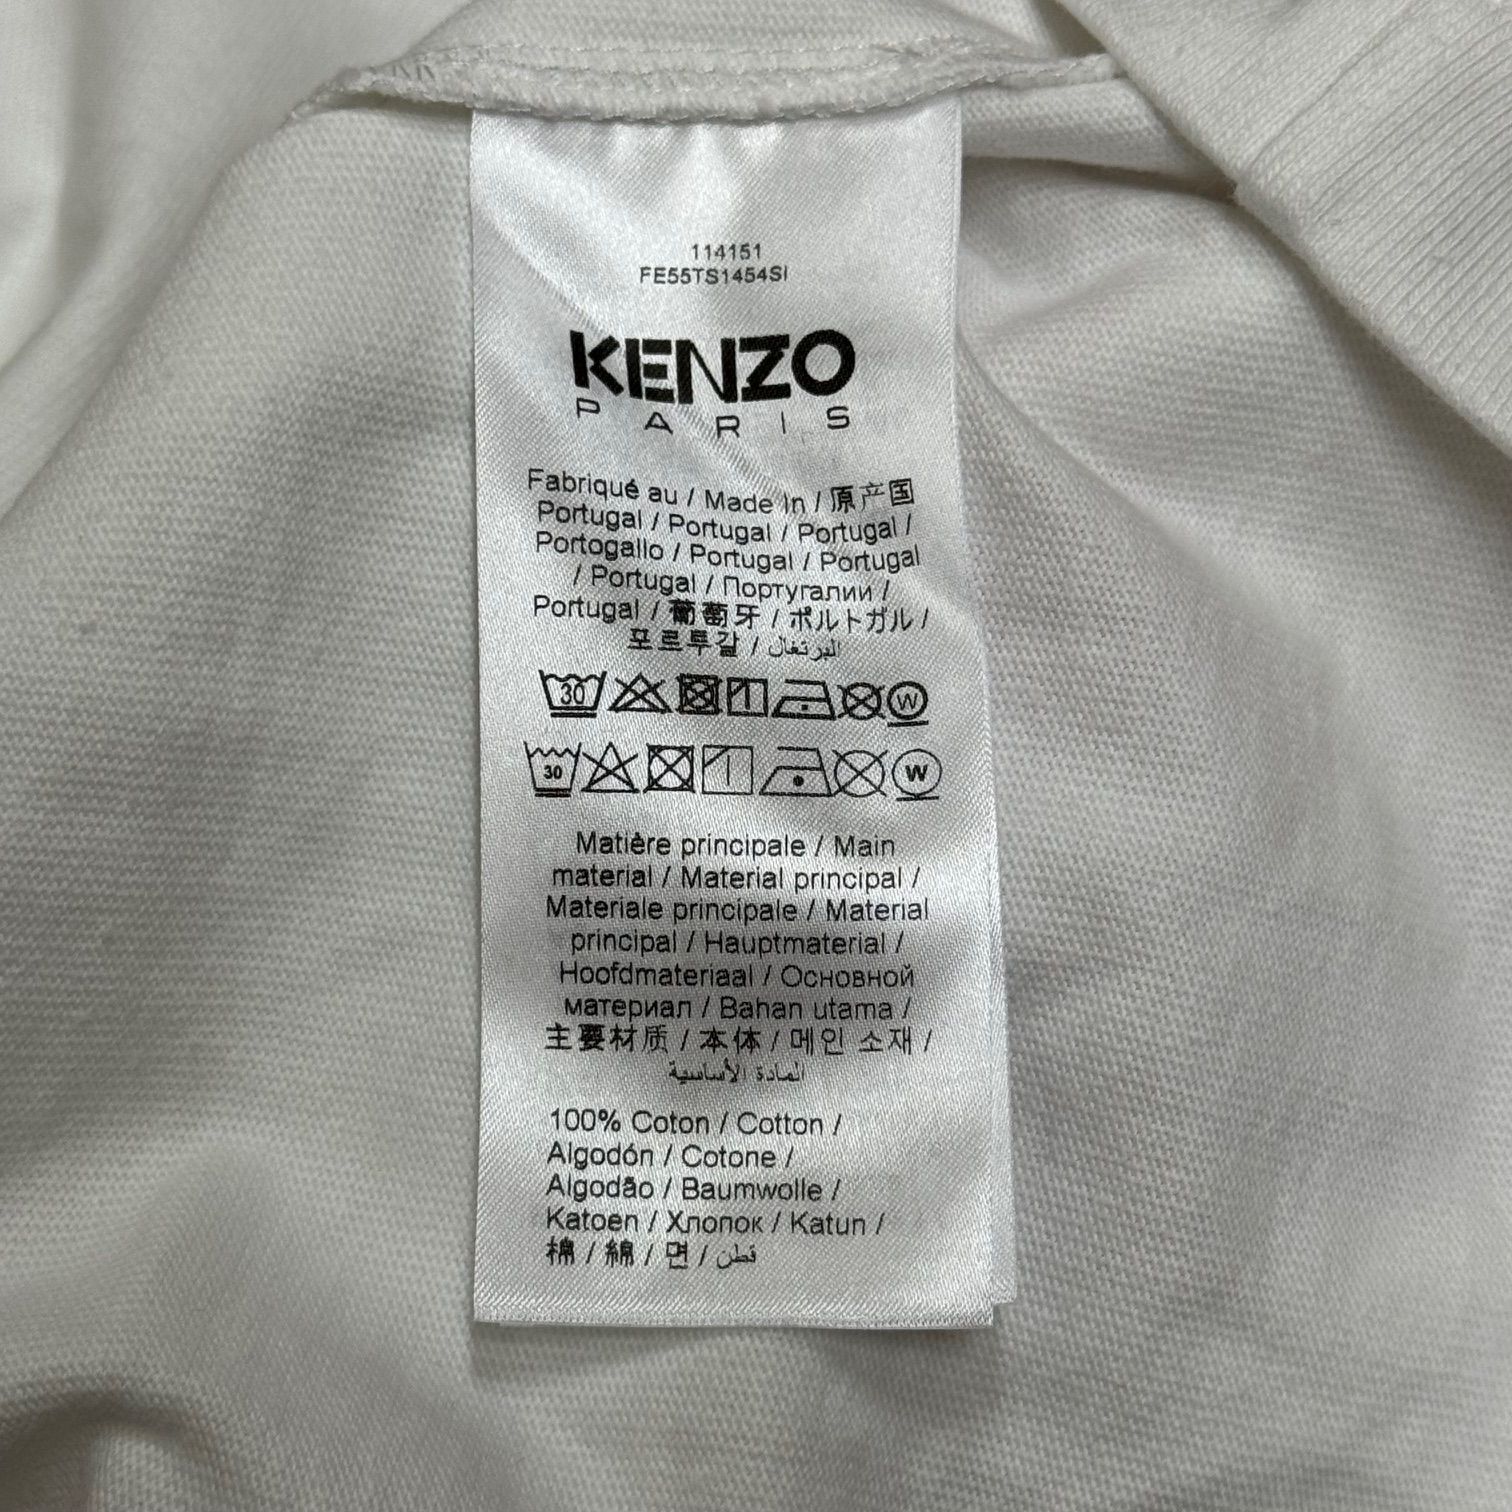 114151
FE55TS1454SI
KENZO
PARIS
Fabriqué au / Made In / 原产国
Portugal / Portugal / Portugal /
Portogallo / Portugal / Portugal
/ Portugal / Португалии /
Portugal / 葡萄牙 / ポルトガル /
포르투갈 / البرتغال
30 W
30 W
Matière principale / Main
material / Material principal /
Materiale principale / Material
principal / Hauptmaterial /
Hoofdmateriaal / Основной
материал / Bahan utama /
主要材质 / 本体 / 메인 소재 /
المادة الأساسية
100% Coton / Cotton /
Algodón / Cotone /
Algodão / Baumwolle /
Katoen / Хлопок / Katun /
棉 / 綿 / 면 / قطن